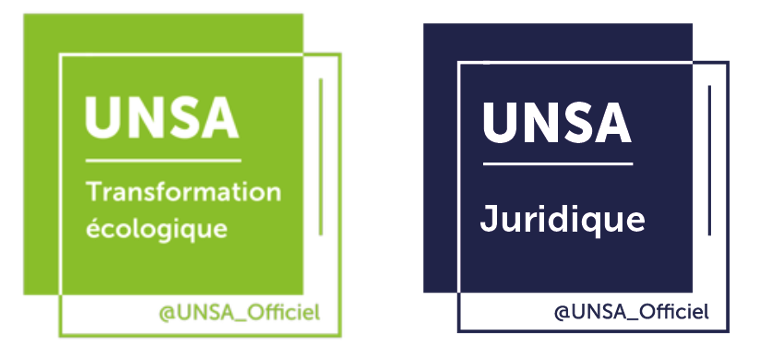 UNSA
Transformation
écologique
@UNSA_Officiel
UNSA
Juridique
@UNSA_Officiel